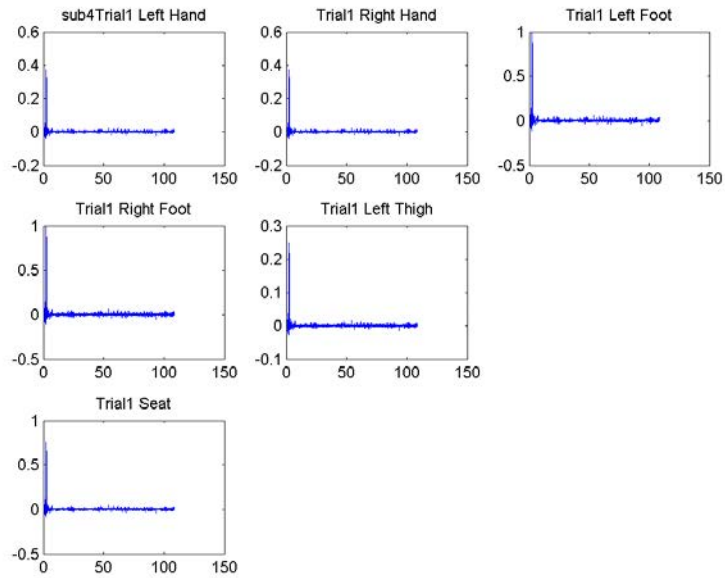 sub4Trial1 Left Hand
0.6
0.4
0.2
0
-0.2
0 50 100 150
Trial1 Right Hand
0.6
0.4
0.2
0
-0.2
0 50 100 150
Trial1 Left Foot
1
0.5
0
-0.5
0 50 100 150
Trial1 Right Foot
1
0.5
0
-0.5
0 50 100 150
Trial1 Left Thigh
0.3
0.2
0.1
0
-0.1
0 50 100 150
Trial1 Seat
1
0.5
0
-0.5
0 50 100 150